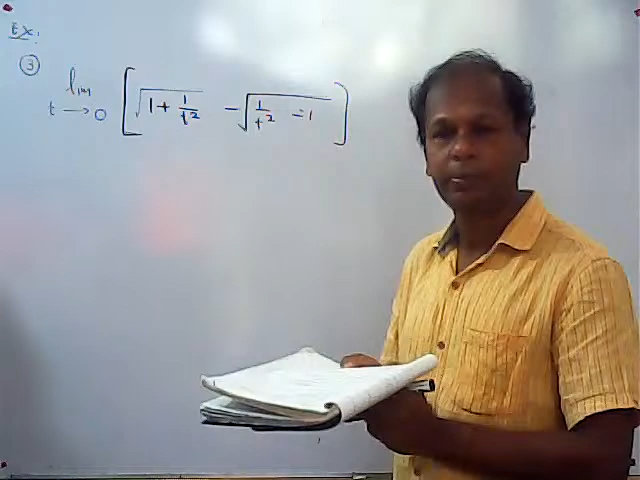 Ex:
③ lim t→0 [ √(1 + 1/t²) - √(1/t² = 1) ]